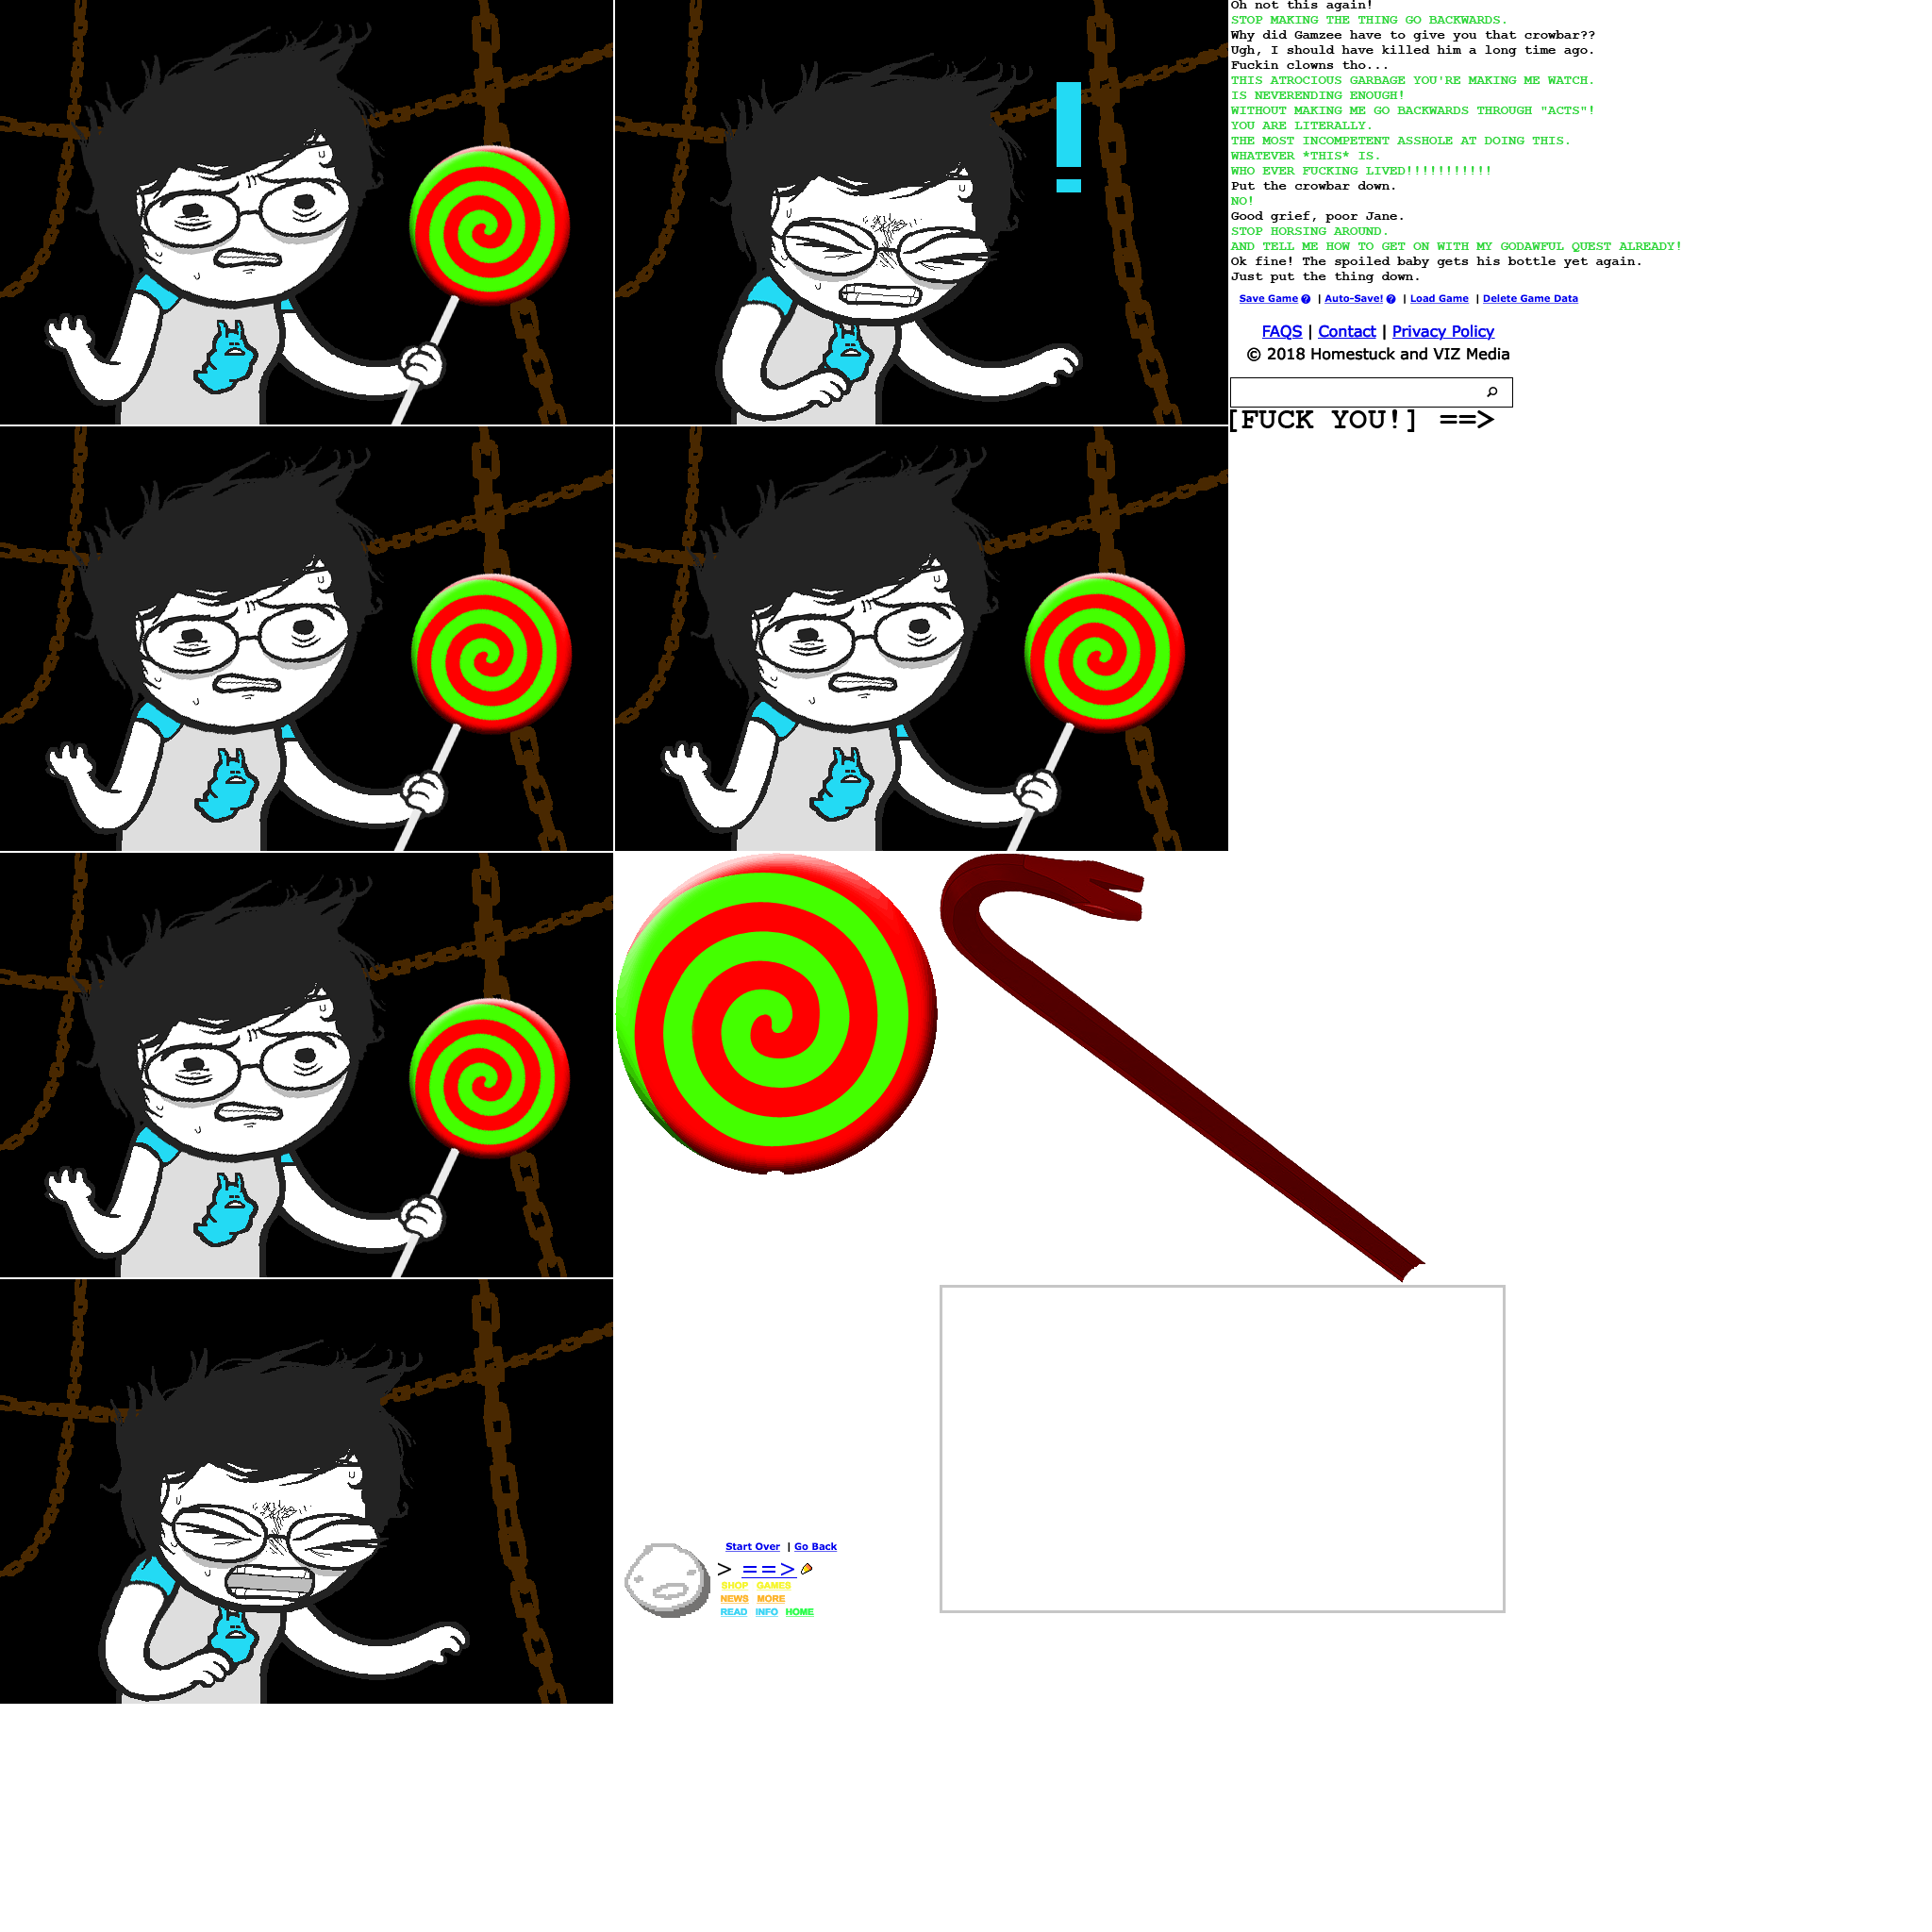 !
Oh not this again!
STOP MAKING THE THING GO BACKWARDS.
Why did Gamzee have to give you that crowbar??
Ugh, I should have killed him a long time ago.
Fuckin clowns tho...
THIS ATROCIOUS GARBAGE YOU'RE MAKING ME WATCH.
IS NEVERENDING ENOUGH!
WITHOUT MAKING ME GO BACKWARDS THROUGH "ACTS"!
YOU ARE LITERALLY.
THE MOST INCOMPETENT ASSHOLE AT DOING THIS.
WHATEVER *THIS* IS.
WHO EVER FUCKING LIVED!!!!!!!!!!!
Put the crowbar down.
NO!
Good grief, poor Jane.
STOP HORSING AROUND.
AND TELL ME HOW TO GET ON WITH MY GODAWFUL QUEST ALREADY!
Ok fine! The spoiled baby gets his bottle yet again.
Just put the thing down.
Save Game ? | Auto-Save! ? | Load Game | Delete Game Data
FAQS | Contact | Privacy Policy
© 2018 Homestuck and VIZ Media
[FUCK YOU!] ==>
Start Over | Go Back
> ==>
SHOP GAMES
NEWS MORE
READ INFO HOME